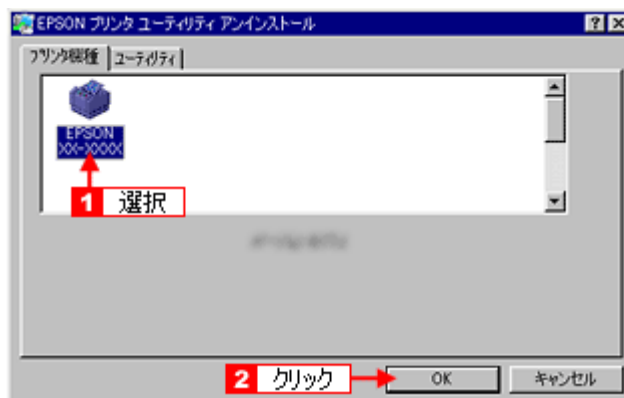 EPSON プリンタ ユーティリティ アンインストール
プリンタ機種
ユーティリティ
EPSON
XX-XXXX
1 選択
2 クリック
OK
キャンセル